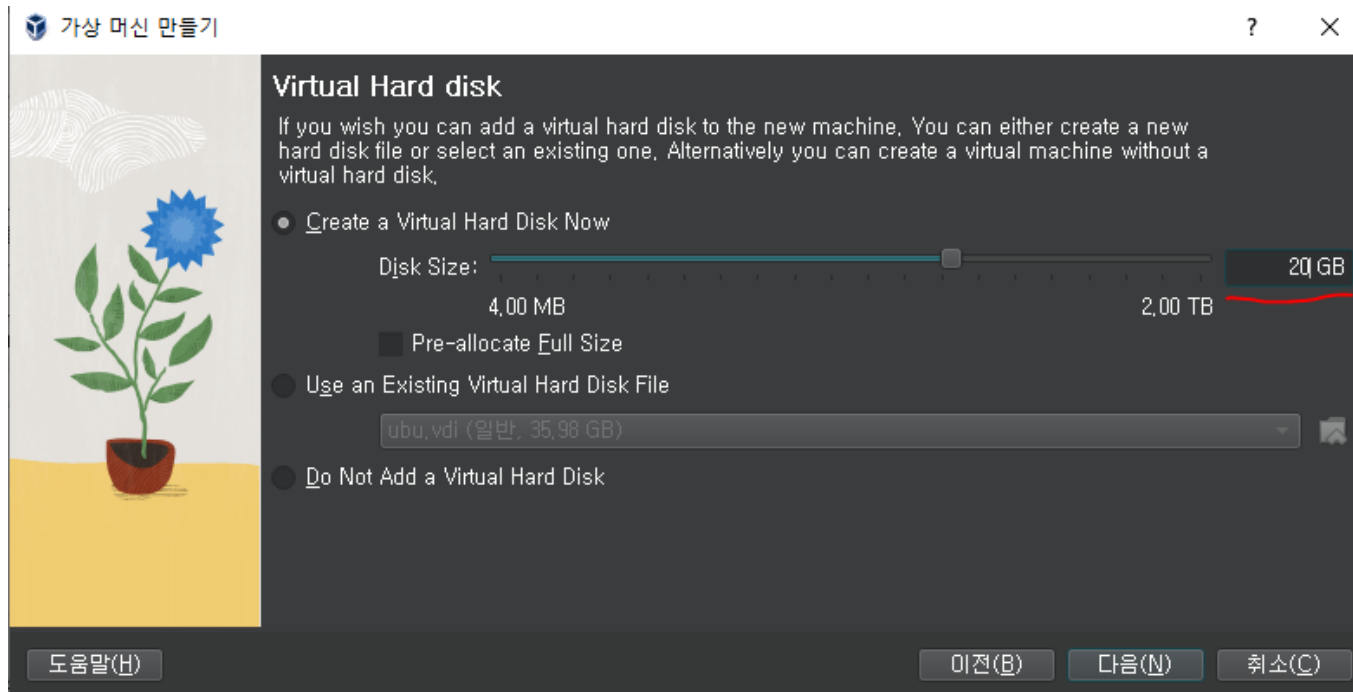 가상 머신 만들기
?
Virtual Hard disk
If you wish you can add a virtual hard disk to the new machine, You can either create a new
hard disk file or select an existing one, Alternatively you can create a virtual machine without a
virtual hard disk,
Create a Virtual Hard Disk Now
Disk Size:
20 GB
4,00 MB
2,00 TB
Pre-allocate Full Size
Use an Existing Virtual Hard Disk File
ubu,vdi (일반, 35,98 GB)
Do Not Add a Virtual Hard Disk
도움말(H)
이전(B)
다음(N)
취소(C)